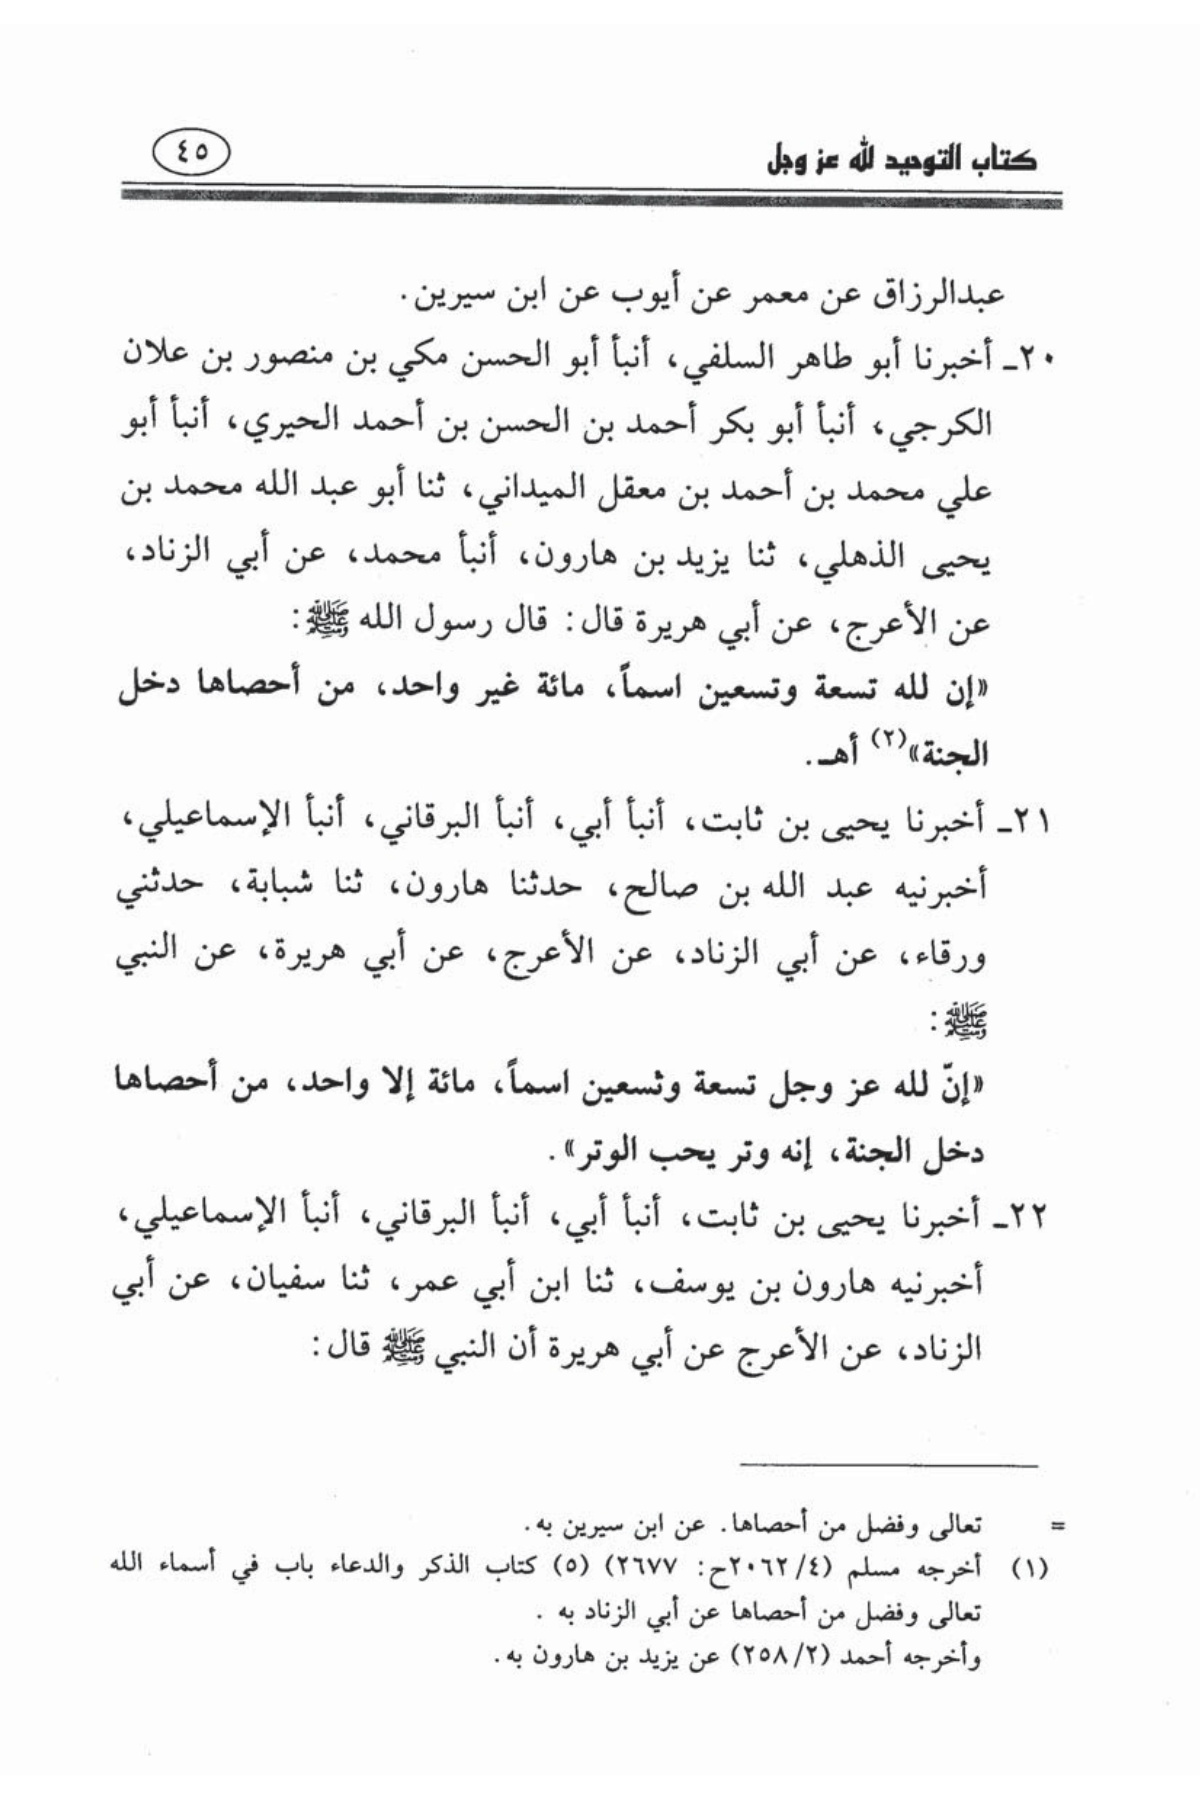 كتاب التوحيد لله عز وجل
٤٥
عبدالرزاق عن معمر عن أيوب عن ابن سيرين.
٢٠ـ أخبرنا أبو طاهر السلفي، أنبأ أبو الحسن مكي بن منصور بن علان
الكرجي، أنبأ أبو بكر أحمد بن الحسن بن أحمد الحيري، أنبأ أبو
علي محمد بن أحمد بن معقل الميداني، ثنا أبو عبد الله محمد بن
يحيى الذهلي، ثنا يزيد بن هارون، أنبأ محمد، عن أبي الزناد،
عن الأعرج، عن أبي هريرة قال: قال رسول الله ﷺ:
«إن لله تسعة وتسعين اسماً، مائة غير واحد، من أحصاها دخل
الجنة»(٢) أهـ.
٢١ـ أخبرنا يحيى بن ثابت، أنبأ أبي، أنبأ البرقاني، أنبأ الإسماعيلي،
أخبرنيه عبد الله بن صالح، حدثنا هارون، ثنا شبابة، حدثني
ورقاء، عن أبي الزناد، عن الأعرج، عن أبي هريرة، عن النبي
ﷺ:
«إنّ لله عز وجل تسعة وتسعين اسماً، مائة إلا واحد، من أحصاها
دخل الجنة، إنه وتر يحب الوتر».
٢٢ـ أخبرنا يحيى بن ثابت، أنبأ أبي، أنبأ البرقاني، أنبأ الإسماعيلي،
أخبرنيه هارون بن يوسف، ثنا ابن أبي عمر، ثنا سفيان، عن أبي
الزناد، عن الأعرج عن أبي هريرة أن النبي ﷺ قال:
= تعالى وفضل من أحصاها. عن ابن سيرين به.
(١) أخرجه مسلم (٢٠٦٢/٤ح: ٢٦٧٧) (٥) كتاب الذكر والدعاء باب في أسماء الله
تعالى وفضل من أحصاها عن أبي الزناد به .
وأخرجه أحمد (٢٥٨/٢) عن يزيد بن هارون به.